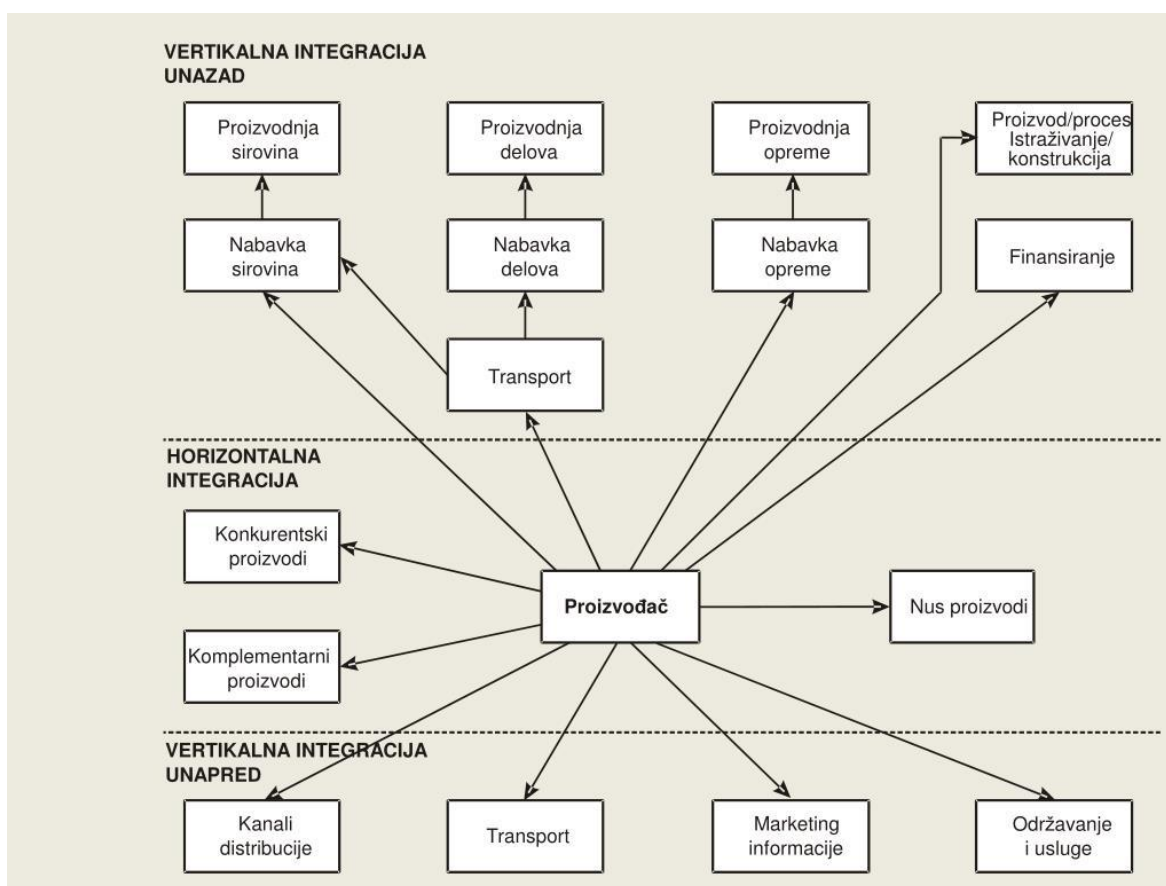 VERTIKALNA INTEGRACIJA
UNAZAD
Proizvodnja
sirovina
Proizvodnja
delova
Proizvodnja
opreme
Proizvod/proces
Istraživanje/
konstrukcija
Nabavka
sirovina
Nabavka
delova
Nabavka
opreme
Finansiranje
Transport
HORIZONTALNA
INTEGRACIJA
Konkurentski
proizvodi
Proizvođač
Nus proizvodi
Komplementarni
proizvodi
VERTIKALNA INTEGRACIJA
UNAPRED
Kanali
distribucije
Transport
Marketing
informacije
Održavanje
i usluge